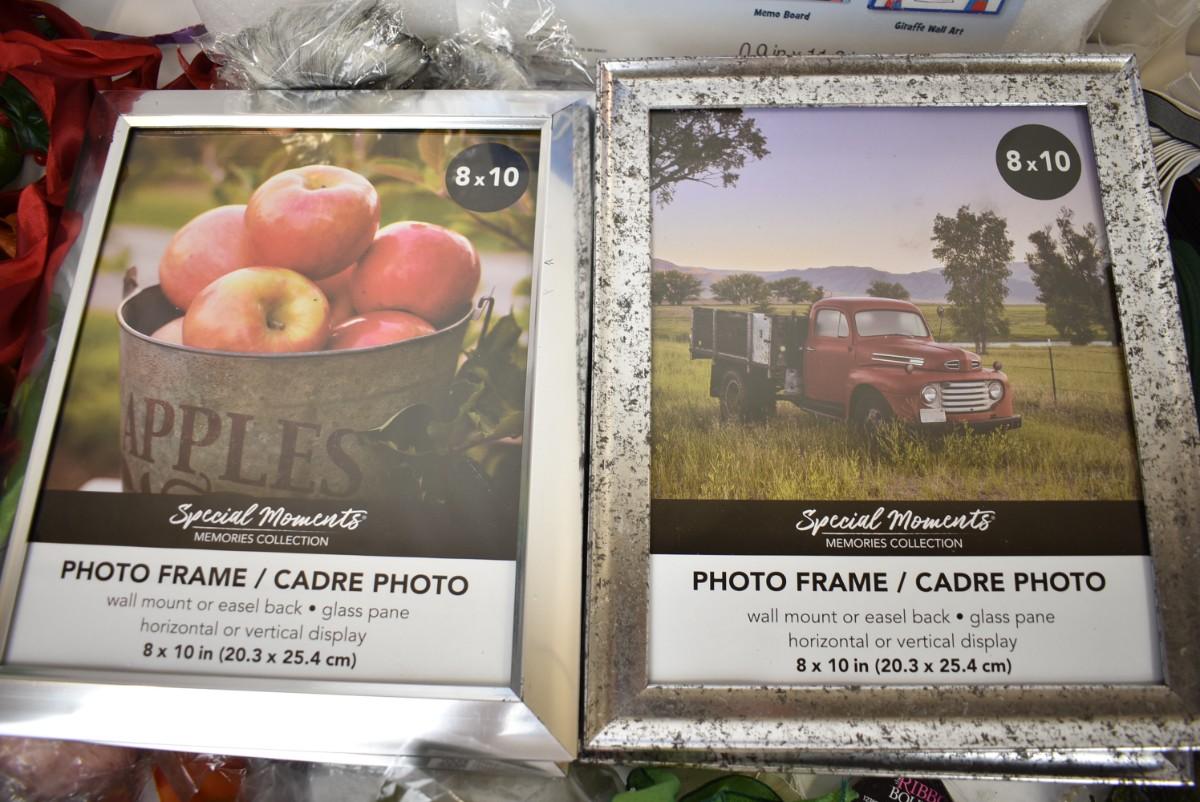 Memo Board
Giraffe Wall Art
8 x 10
APPLES
Special Moments
MEMORIES COLLECTION
PHOTO FRAME / CADRE PHOTO
wall mount or easel back • glass pane
horizontal or vertical display
8 x 10 in (20.3 x 25.4 cm)
8 x 10
Special Moments
MEMORIES COLLECTION
PHOTO FRAME / CADRE PHOTO
wall mount or easel back • glass pane
horizontal or vertical display
8 x 10 in (20.3 x 25.4 cm)